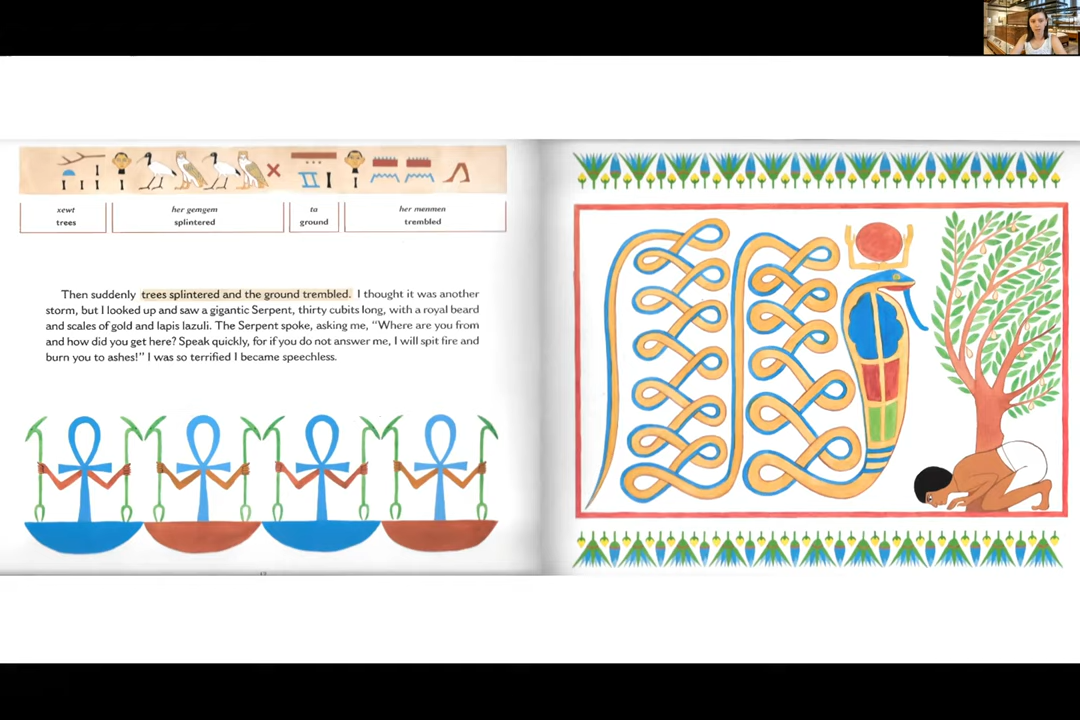 xewt her gemgem to her menmen
trees splintered ground trembled
Then suddenly trees splintered and the ground trembled. I thought it was another
storm, but I looked up and saw a gigantic Serpent, thirty cubits long, with a royal beard
and scales of gold and lapis lazuli. The Serpent spoke, asking me, “Where are you from
and how did you get here? Speak quickly, for if you do not answer me, I will spit fire and
burn you to ashes!” I was so terrified I became speechless.